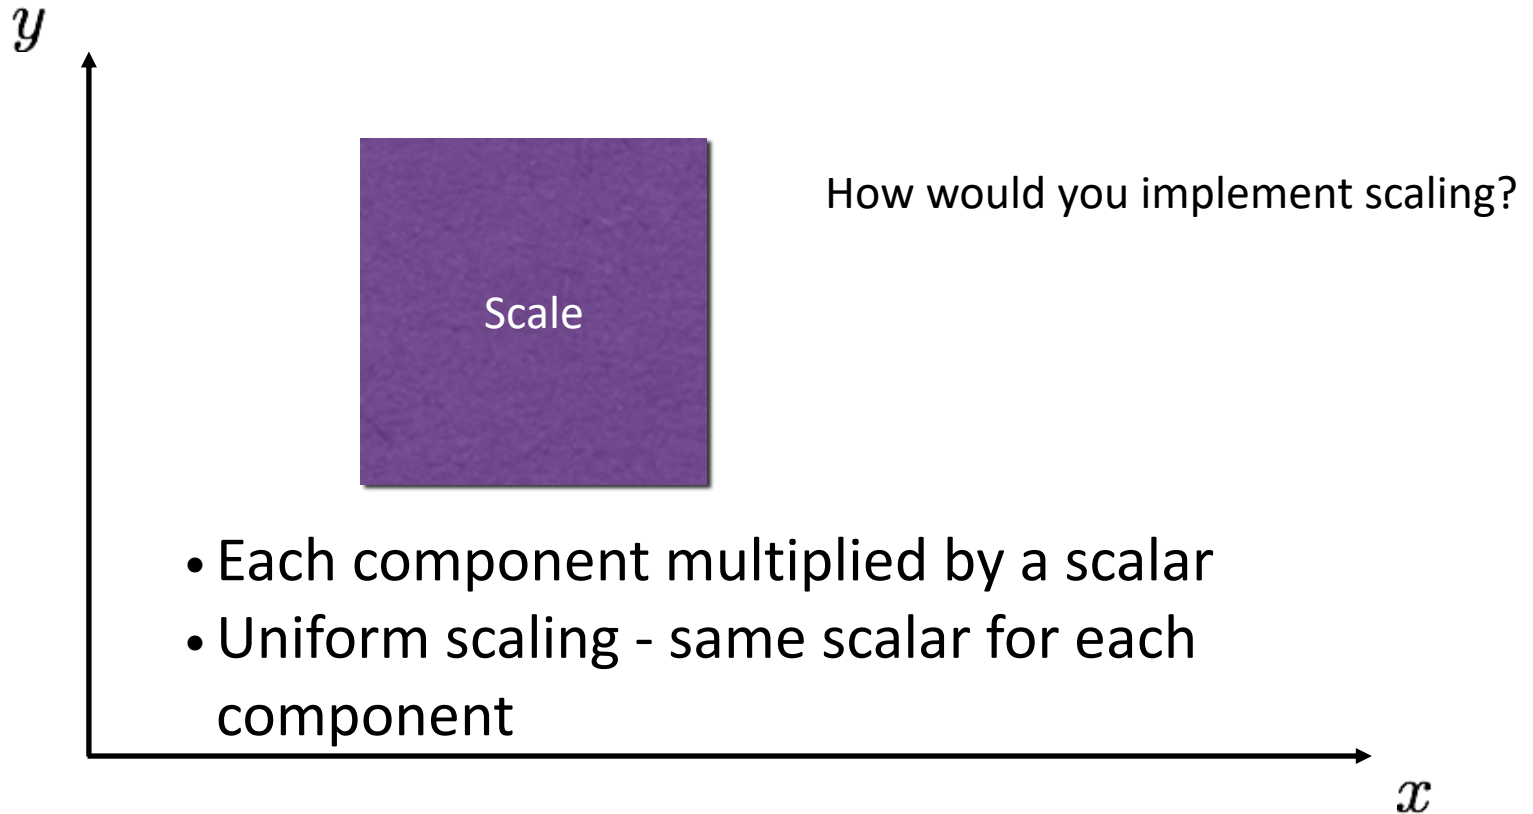 y
How would you implement scaling?
Scale
• Each component multiplied by a scalar
• Uniform scaling - same scalar for each
component
x